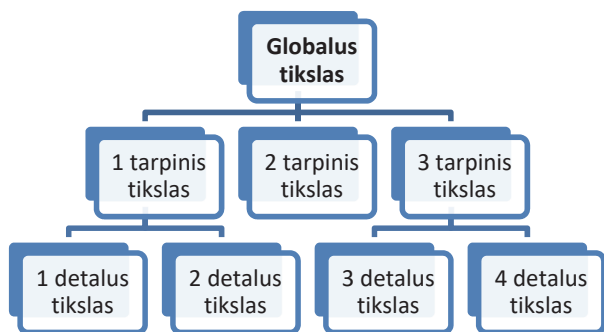 Globalus
tikslas
1 tarpinis
tikslas
2 tarpinis
tikslas
3 tarpinis
tikslas
1 detalus
tikslas
2 detalus
tikslas
3 detalus
tikslas
4 detalus
tikslas